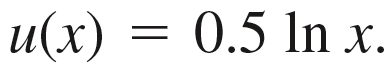 u(x) = 0.5 ln x.